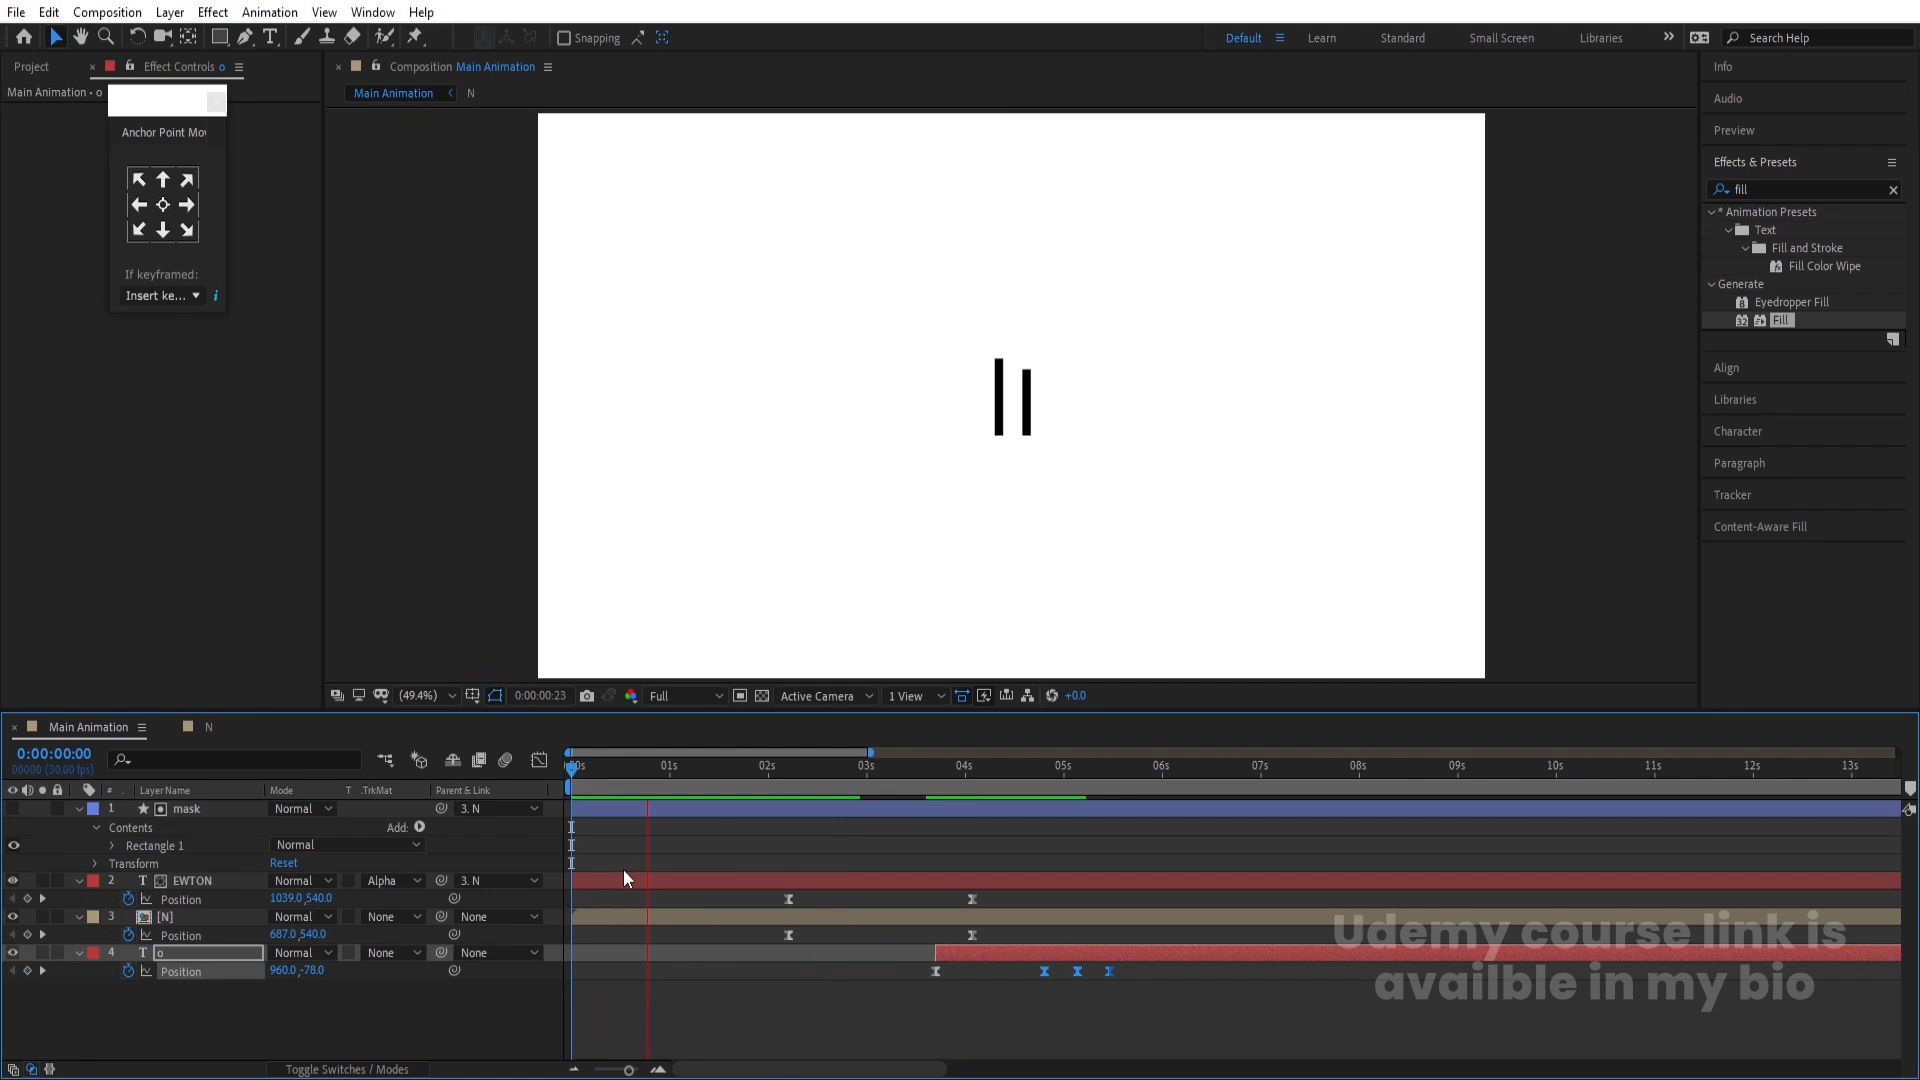 File Edit Composition Layer Effect Animation View Window Help
Snapping Default Learn Standard Small Screen Libraries Search Help
Project Effect Controls o
Composition Main Animation
Main Animation • o
Main Animation N
Anchor Point Mov
If keyframed:
Insert ke...
Info
Audio
Preview
Effects & Presets
fill
* Animation Presets
Text
Fill and Stroke
Fill Color Wipe
Generate
Eyedropper Fill
Fill
Align
Libraries
Character
Paragraph
Tracker
Content-Aware Fill
(49.4%) 0:00:00:23 Full Active Camera 1 View +0.0
Main Animation N
0:00:00:00
00000 (30.00 fps)
:00s 01s 02s 03s 04s 05s 06s 07s 08s 09s 10s 11s 12s 13s
# Layer Name Mode T .TrkMat Parent & Link
1 mask Normal 3. N
Contents Add:
Rectangle 1 Normal
Transform Reset
2 T EWTON Normal Alpha 3. N
Position 1039.0,540.0
3 [N] Normal None None
Position 687.0,540.0
4 T o Normal None None
Position 960.0,-78.0
Toggle Switches / Modes
Udemy course link is
availble in my bio